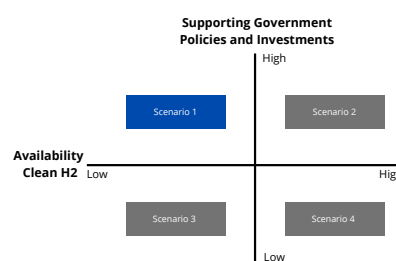 Supporting Government
Policies and Investments
High
Scenario 1
Scenario 2
Availability
Clean H2
Low
Hig
Scenario 3
Scenario 4
Low